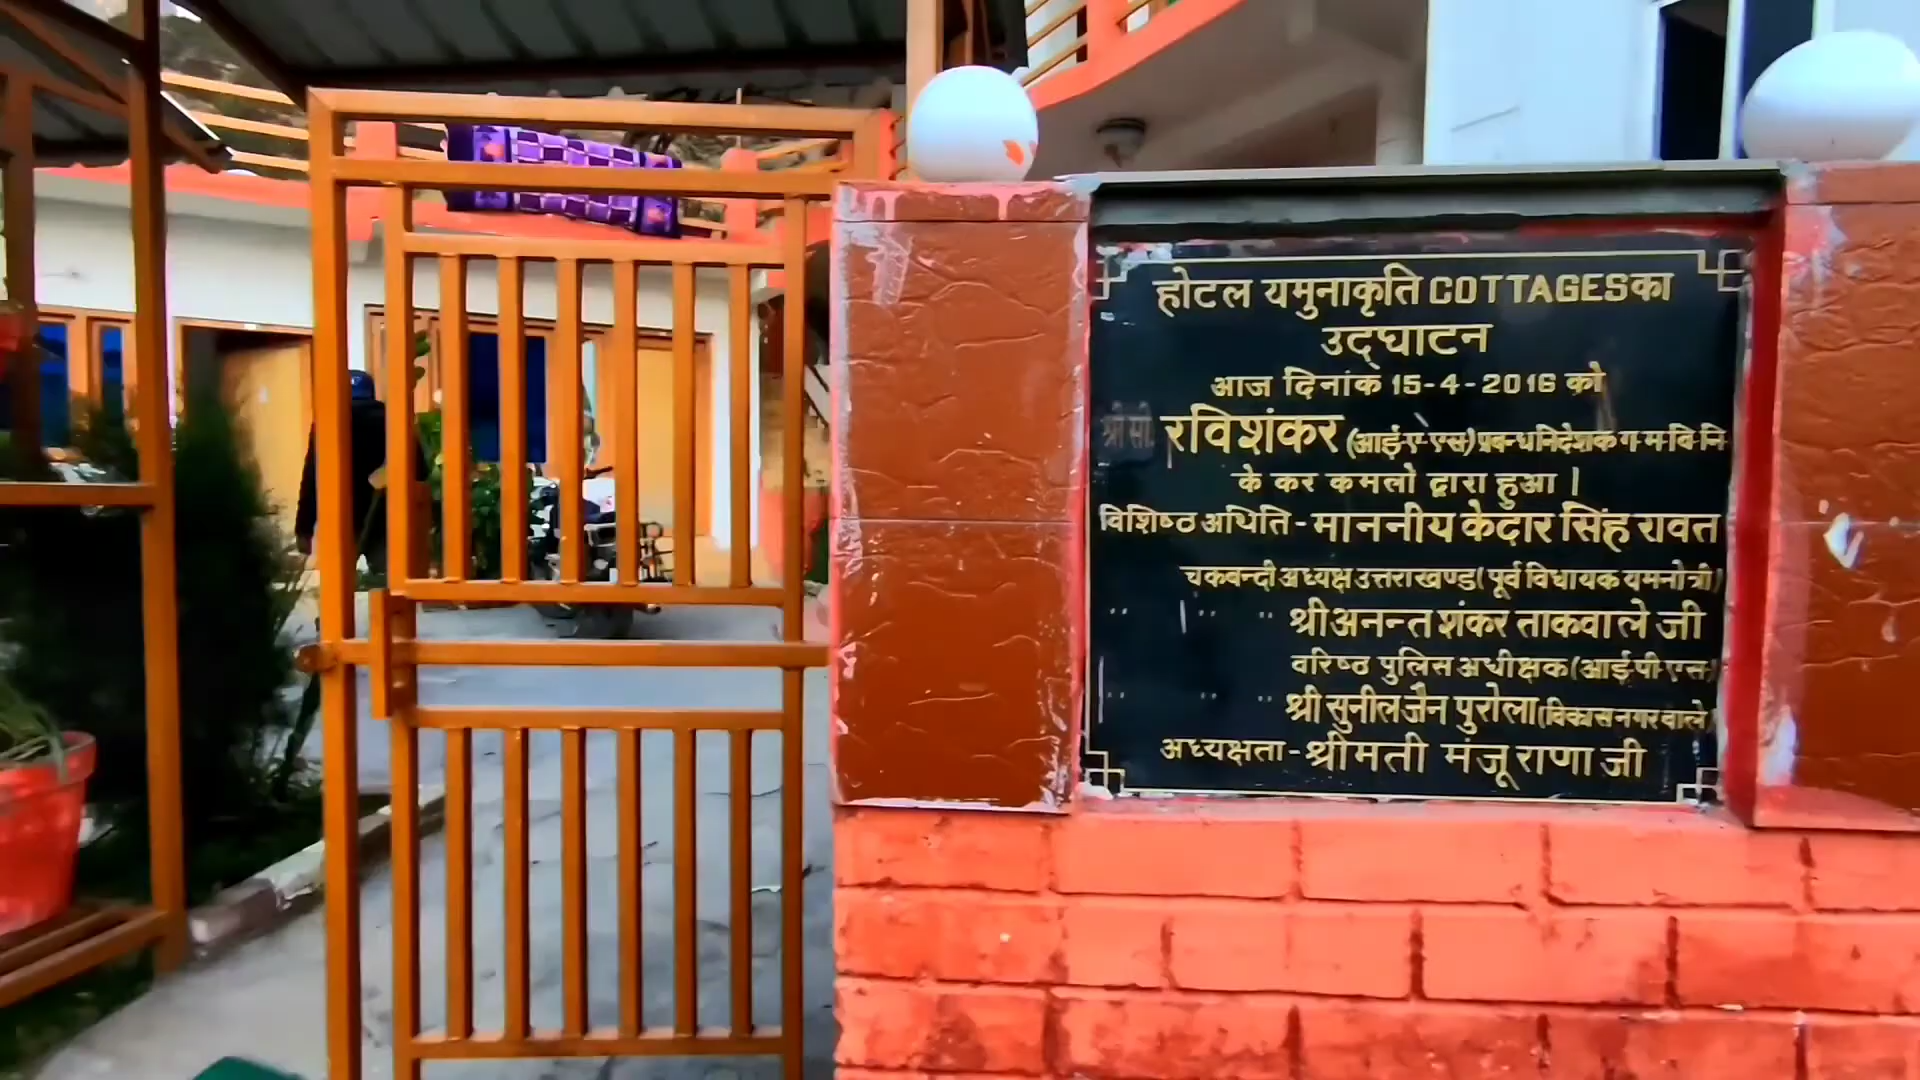 होटल यमुनाकृति COTTAGES का
उद्घाटन
आज दिनांक 15-4-2016 को
श्री सी. रविशंकर (आई ए एस) प्रबन्ध निदेशक ग म वि नि
के कर कमलो द्वारा हुआ |
विशिष्ठ अथिति - माननीय केदार सिंह रावत
चकबन्दी अध्यक्ष उत्तराखण्ड (पूर्व विधायक यमनोत्री)
" " " श्री अनन्त शंकर ताकवाले जी
वरिष्ठ पुलिस अधीक्षक (आई पी एस)
" " " श्री सुनील जैन पुरोला (विकासनगर वाले)
अध्यक्षता - श्रीमती मंजू राणा जी